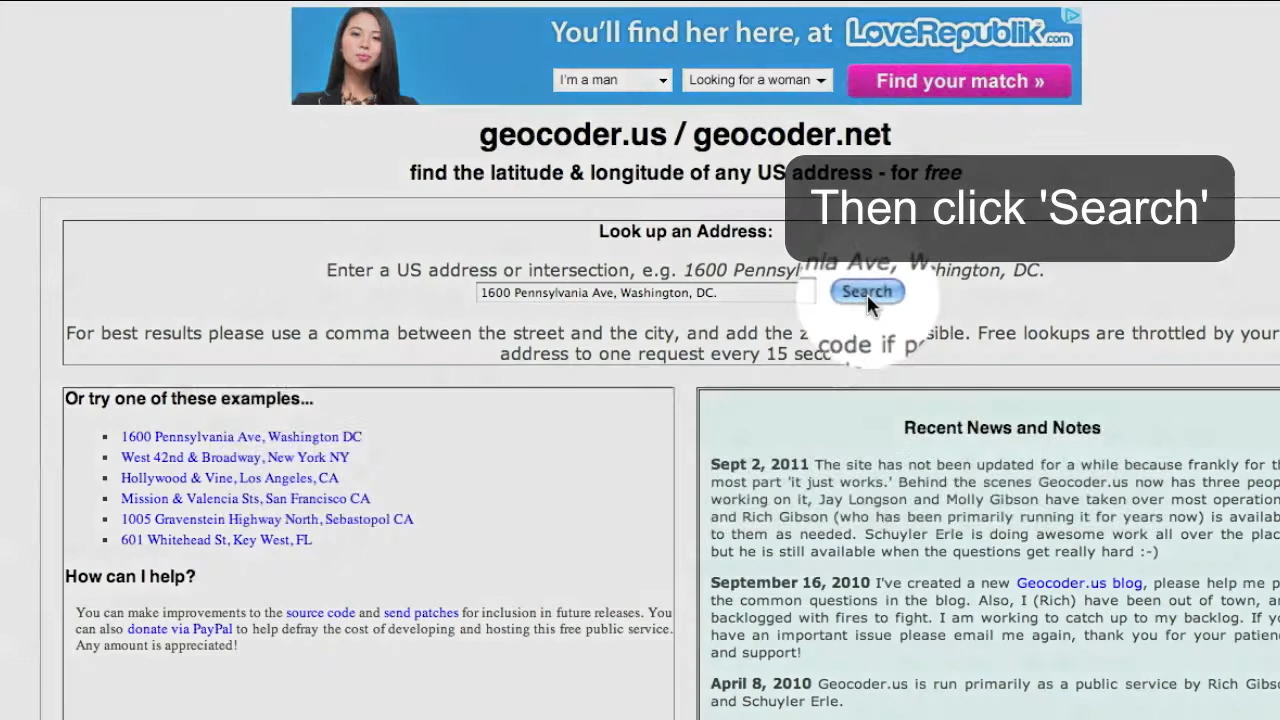 You'll find her here, at LoveRepublik.com
I'm a man Looking for a woman Find your match »
geocoder.us / geocoder.net
find the latitude & longitude of any US address - for free
Then click 'Search'
Look up an Address:
Enter a US address or intersection, e.g. 1600 Pennsylvania Ave, Washington, DC.
1600 Pennsylvania Ave, Washington, DC. Search
For best results please use a comma between the street and the city, and add the code if possible. Free lookups are throttled by your
address to one request every 15
Or try one of these examples...
1600 Pennsylvania Ave, Washington DC
West 42nd & Broadway, New York NY
Hollywood & Vine, Los Angeles, CA
Mission & Valencia Sts, San Francisco CA
1005 Gravenstein Highway North, Sebastopol CA
601 Whitehead St, Key West, FL
How can I help?
You can make improvements to the source code and send patches for inclusion in future releases. You
can also donate via PayPal to help defray the cost of developing and hosting this free public service.
Any amount is appreciated!
Recent News and Notes
Sept 2, 2011 The site has not been updated for a while because frankly for
most part 'it just works.' Behind the scenes Geocoder.us now has three
working on it, Jay Longson and Molly Gibson have taken over most
and Rich Gibson (who has been primarily running it for years now) is
to them as needed. Schuyler Erle is doing awesome work all over the
but he is still available when the questions get really hard :-)
September 16, 2010 I've created a new Geocoder.us blog, please help me
the common questions in the blog. Also, I (Rich) have been out of town,
backlogged with fires to fight. I am working to catch up to my backlog. If
have an important issue please email me again, thank you for your
and support!
April 8, 2010 Geocoder.us is run primarily as a public service by Rich
and Schuyler Erle.